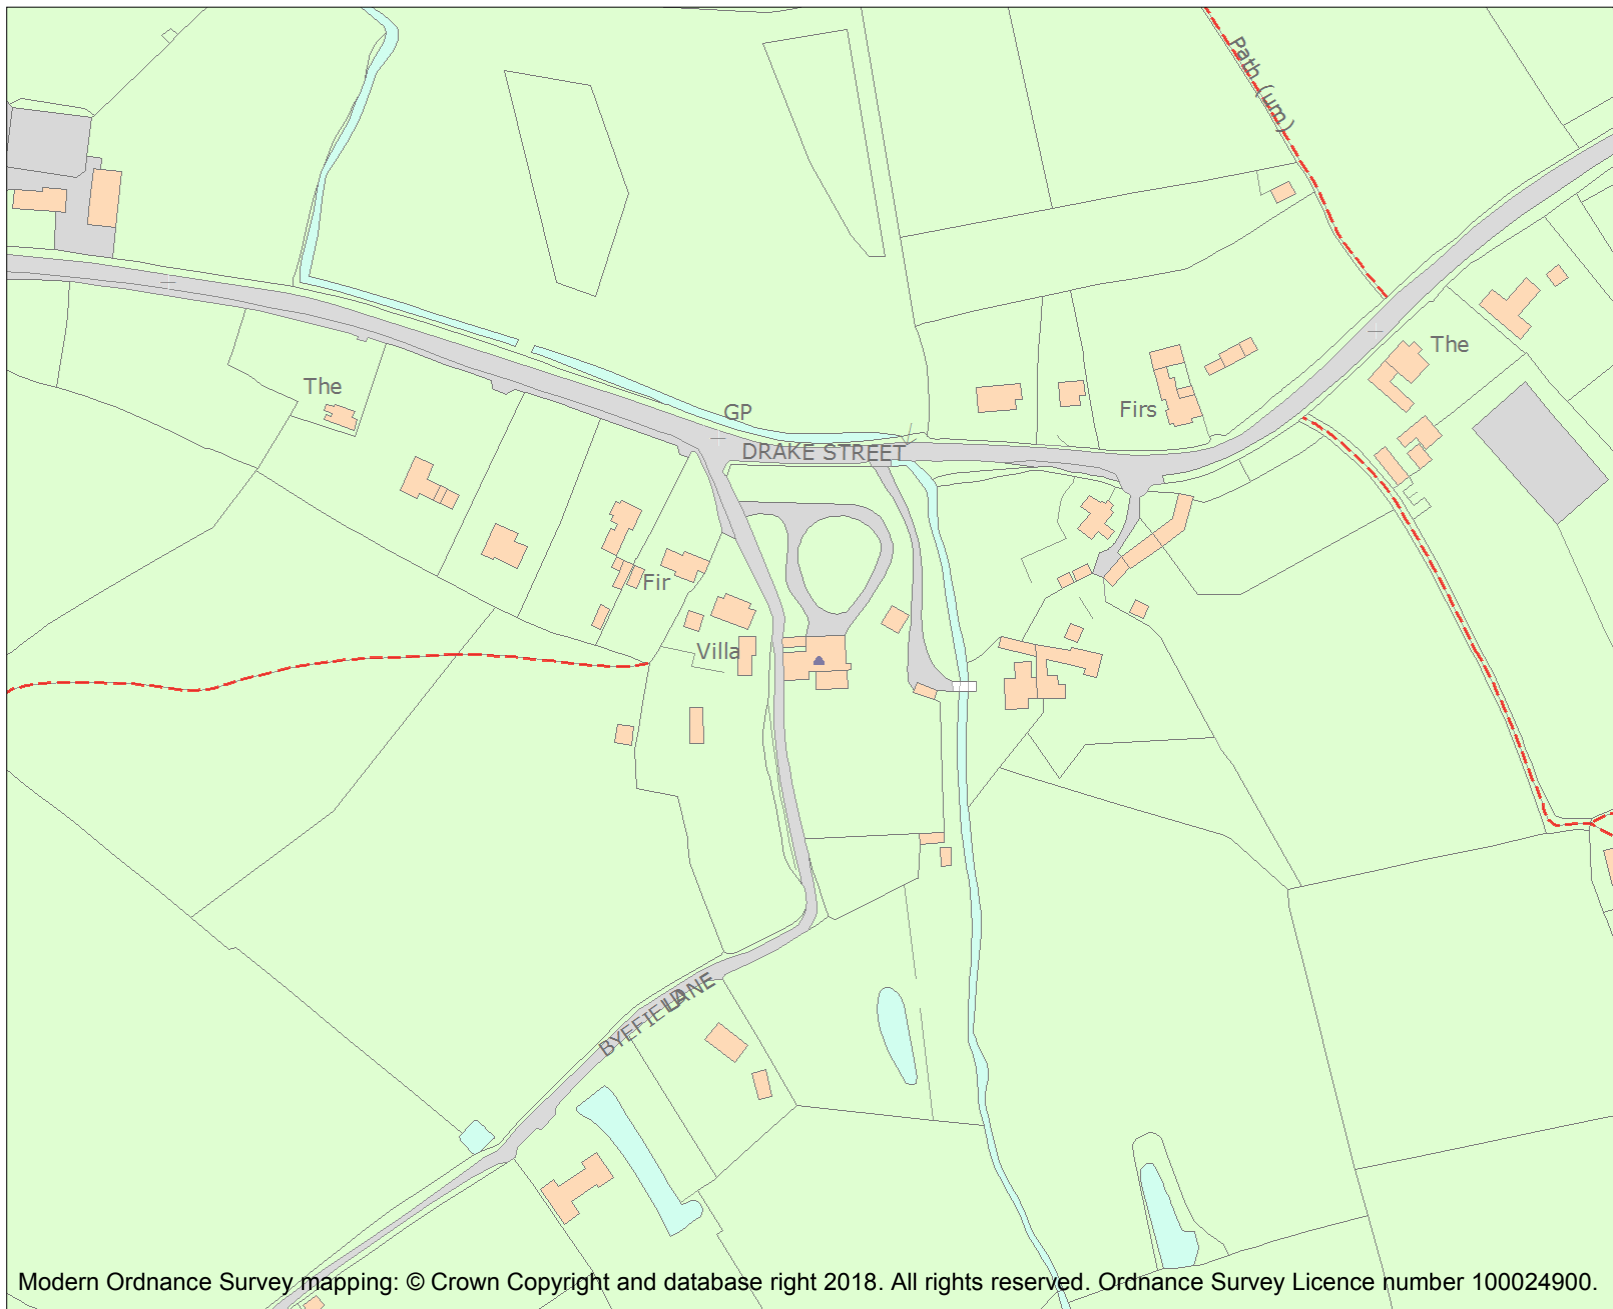 Path (um)
The
The
Firs
GP
DRAKE STREET
Fir
Villa
BYEFIELD LANE
Modern Ordnance Survey mapping: © Crown Copyright and database right 2018. All rights reserved. Ordnance Survey Licence number 100024900.